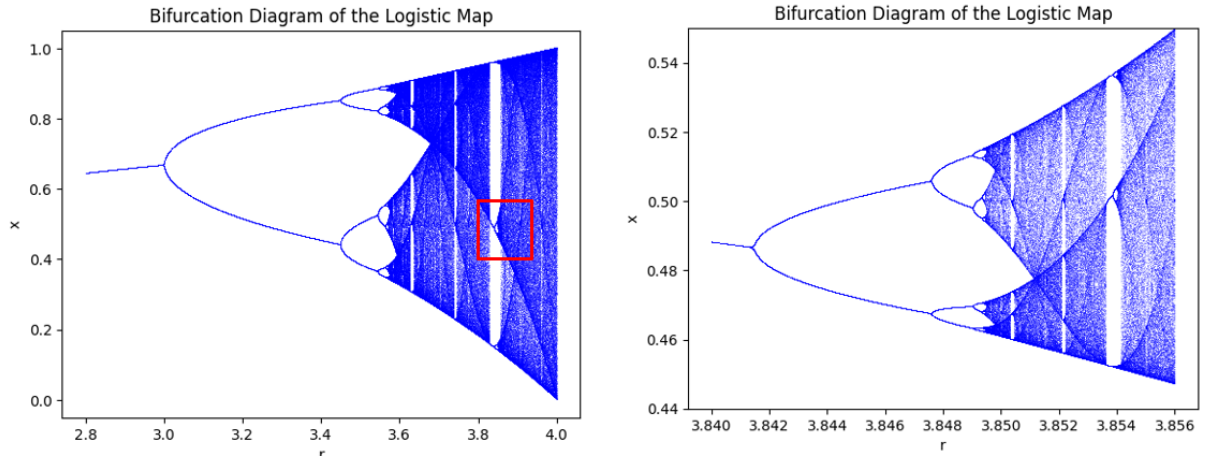 Bifurcation Diagram of the Logistic Map
1.0
0.8
0.6
0.4
0.2
0.0
x
2.8 3.0 3.2 3.4 3.6 3.8 4.0
r
Bifurcation Diagram of the Logistic Map
0.54
0.52
0.50
0.48
0.46
0.44
x
3.840 3.842 3.844 3.846 3.848 3.850 3.852 3.854 3.856
r